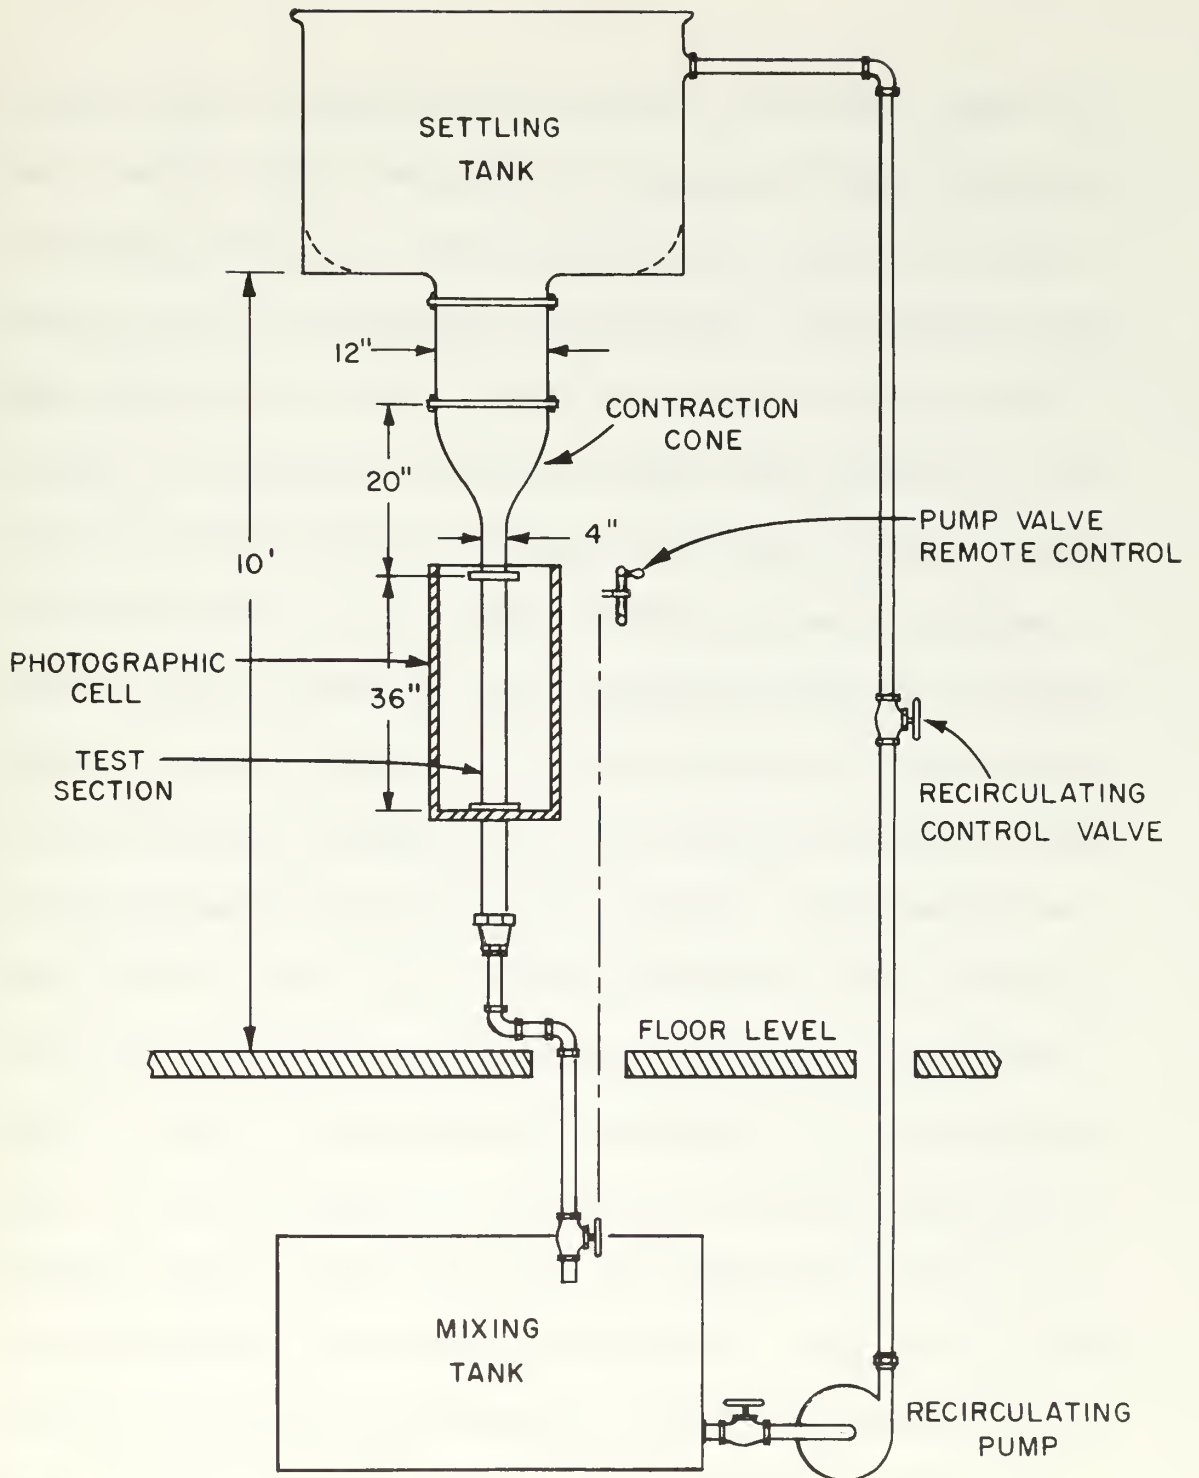 SETTLING
TANK
12"
CONTRACTION
CONE
20"
4"
PUMP VALVE
REMOTE CONTROL
10'
PHOTOGRAPHIC
CELL
36"
TEST
SECTION
RECIRCULATING
CONTROL VALVE
FLOOR LEVEL
MIXING
TANK
RECIRCULATING
PUMP